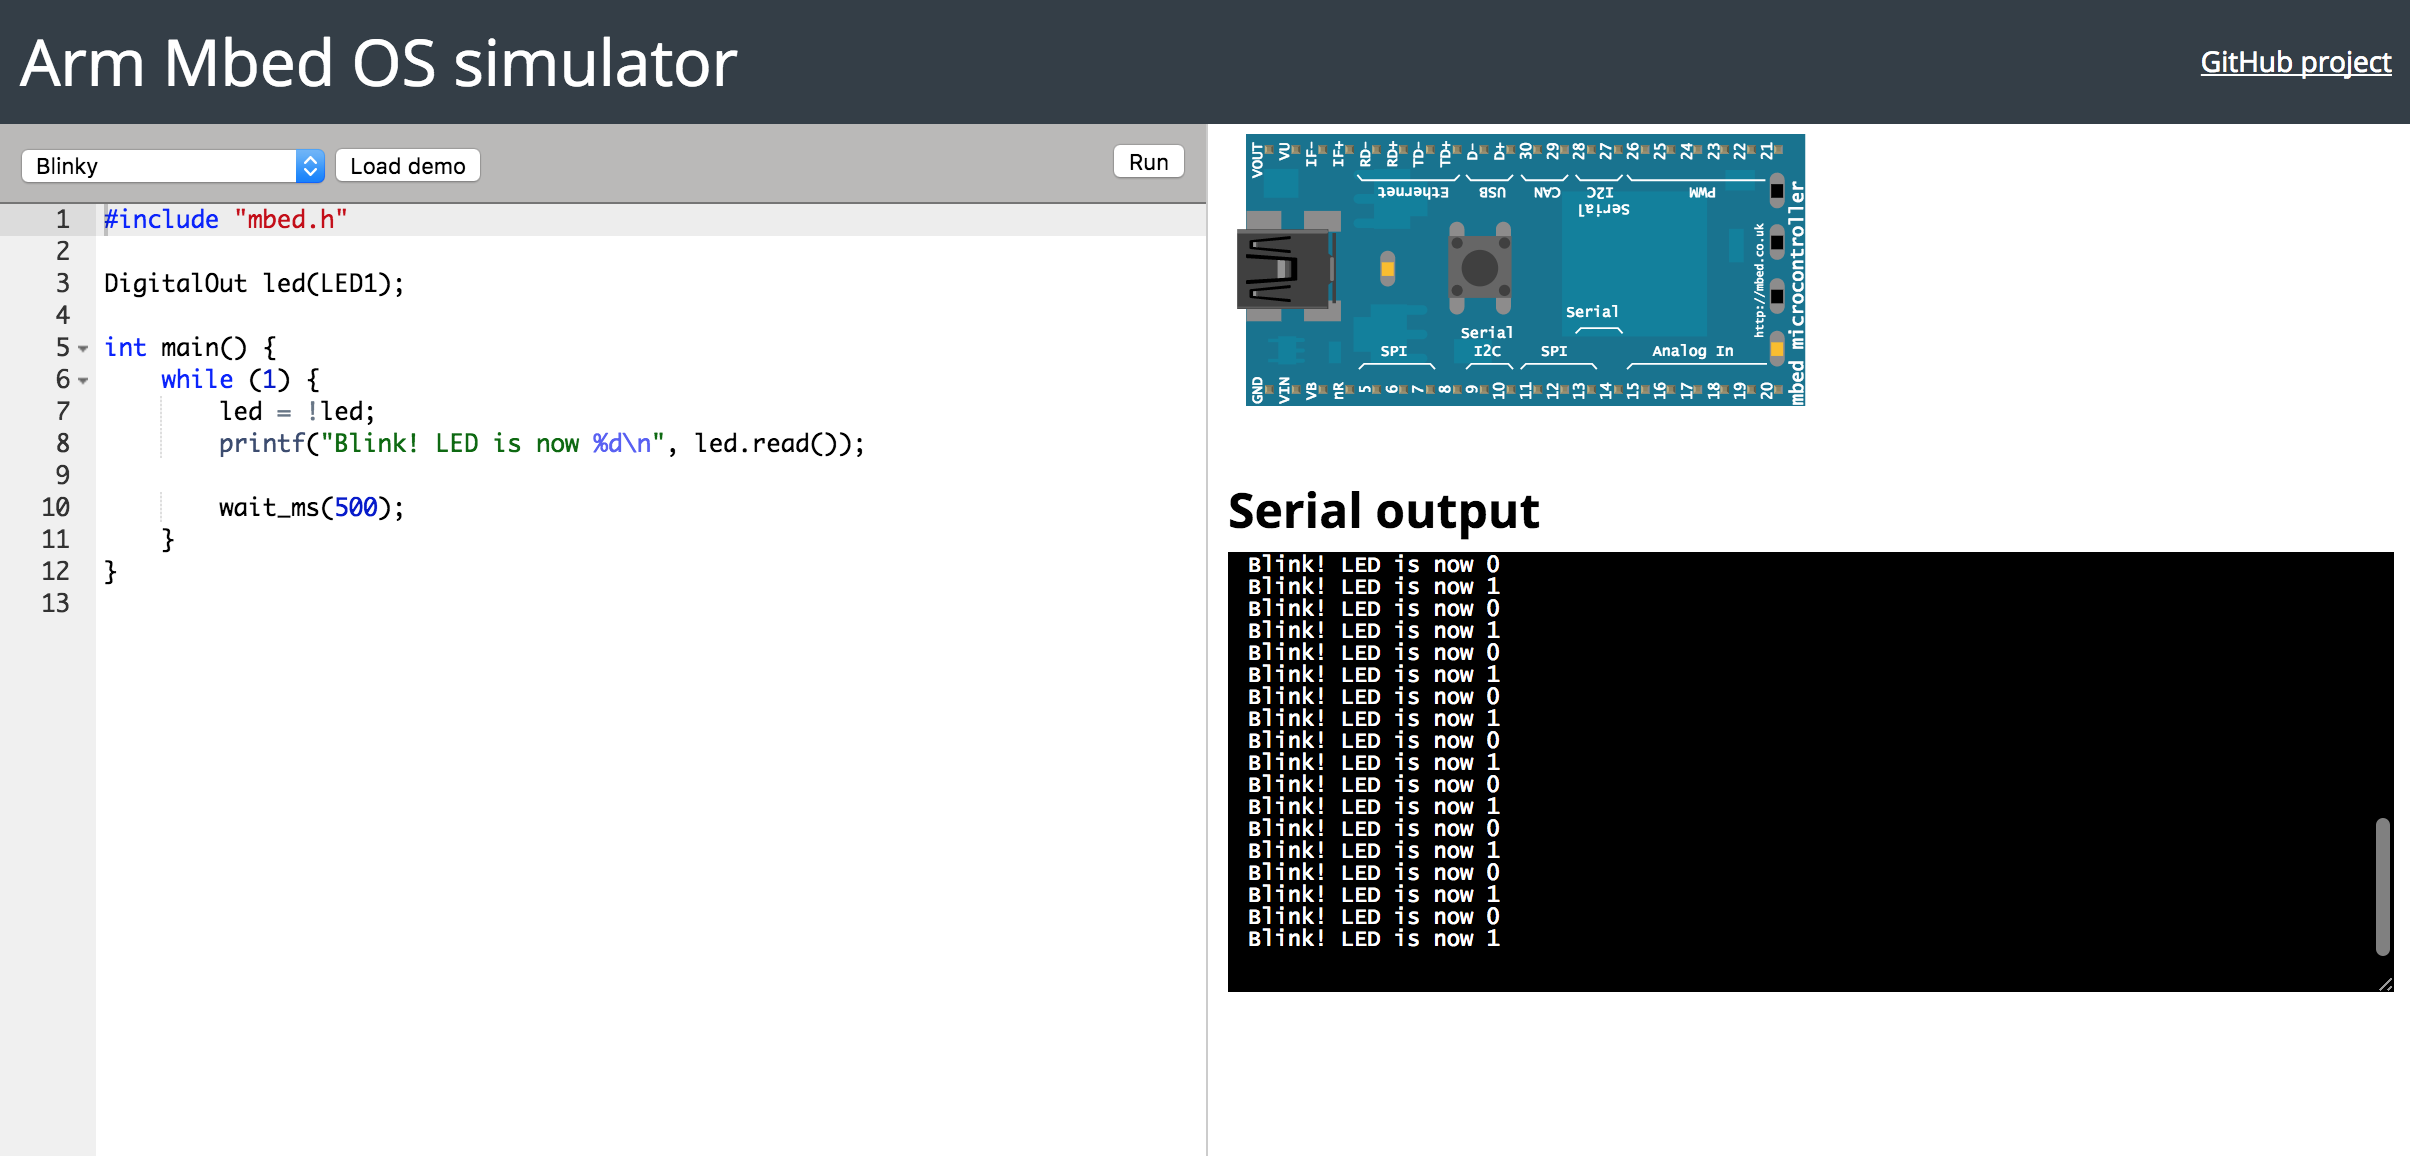 Arm Mbed OS simulator
GitHub project
Blinky
Load demo
Run
1 #include "mbed.h"
2
3 DigitalOut led(LED1);
4
5 int main() {
6     while (1) {
7         led = !led;
8         printf("Blink! LED is now %d\n", led.read());
9
10         wait_ms(500);
11     }
12 }
13
VOUT VU IF- IF+ RD- RD+ TD- TD+ D- D+ 30 29 28 27 26 25 24 23 22 21
Ethernet USB CAN I2C PWM
Serial
http://mbed.co.uk
mbed microcontroller
Serial
Serial
SPI I2C SPI Analog In
GND VIN VB nR 5 6 7 8 9 10 11 12 13 14 15 16 17 18 19 20
Serial output
Blink! LED is now 0
Blink! LED is now 1
Blink! LED is now 0
Blink! LED is now 1
Blink! LED is now 0
Blink! LED is now 1
Blink! LED is now 0
Blink! LED is now 1
Blink! LED is now 0
Blink! LED is now 1
Blink! LED is now 0
Blink! LED is now 1
Blink! LED is now 0
Blink! LED is now 1
Blink! LED is now 0
Blink! LED is now 1
Blink! LED is now 0
Blink! LED is now 1